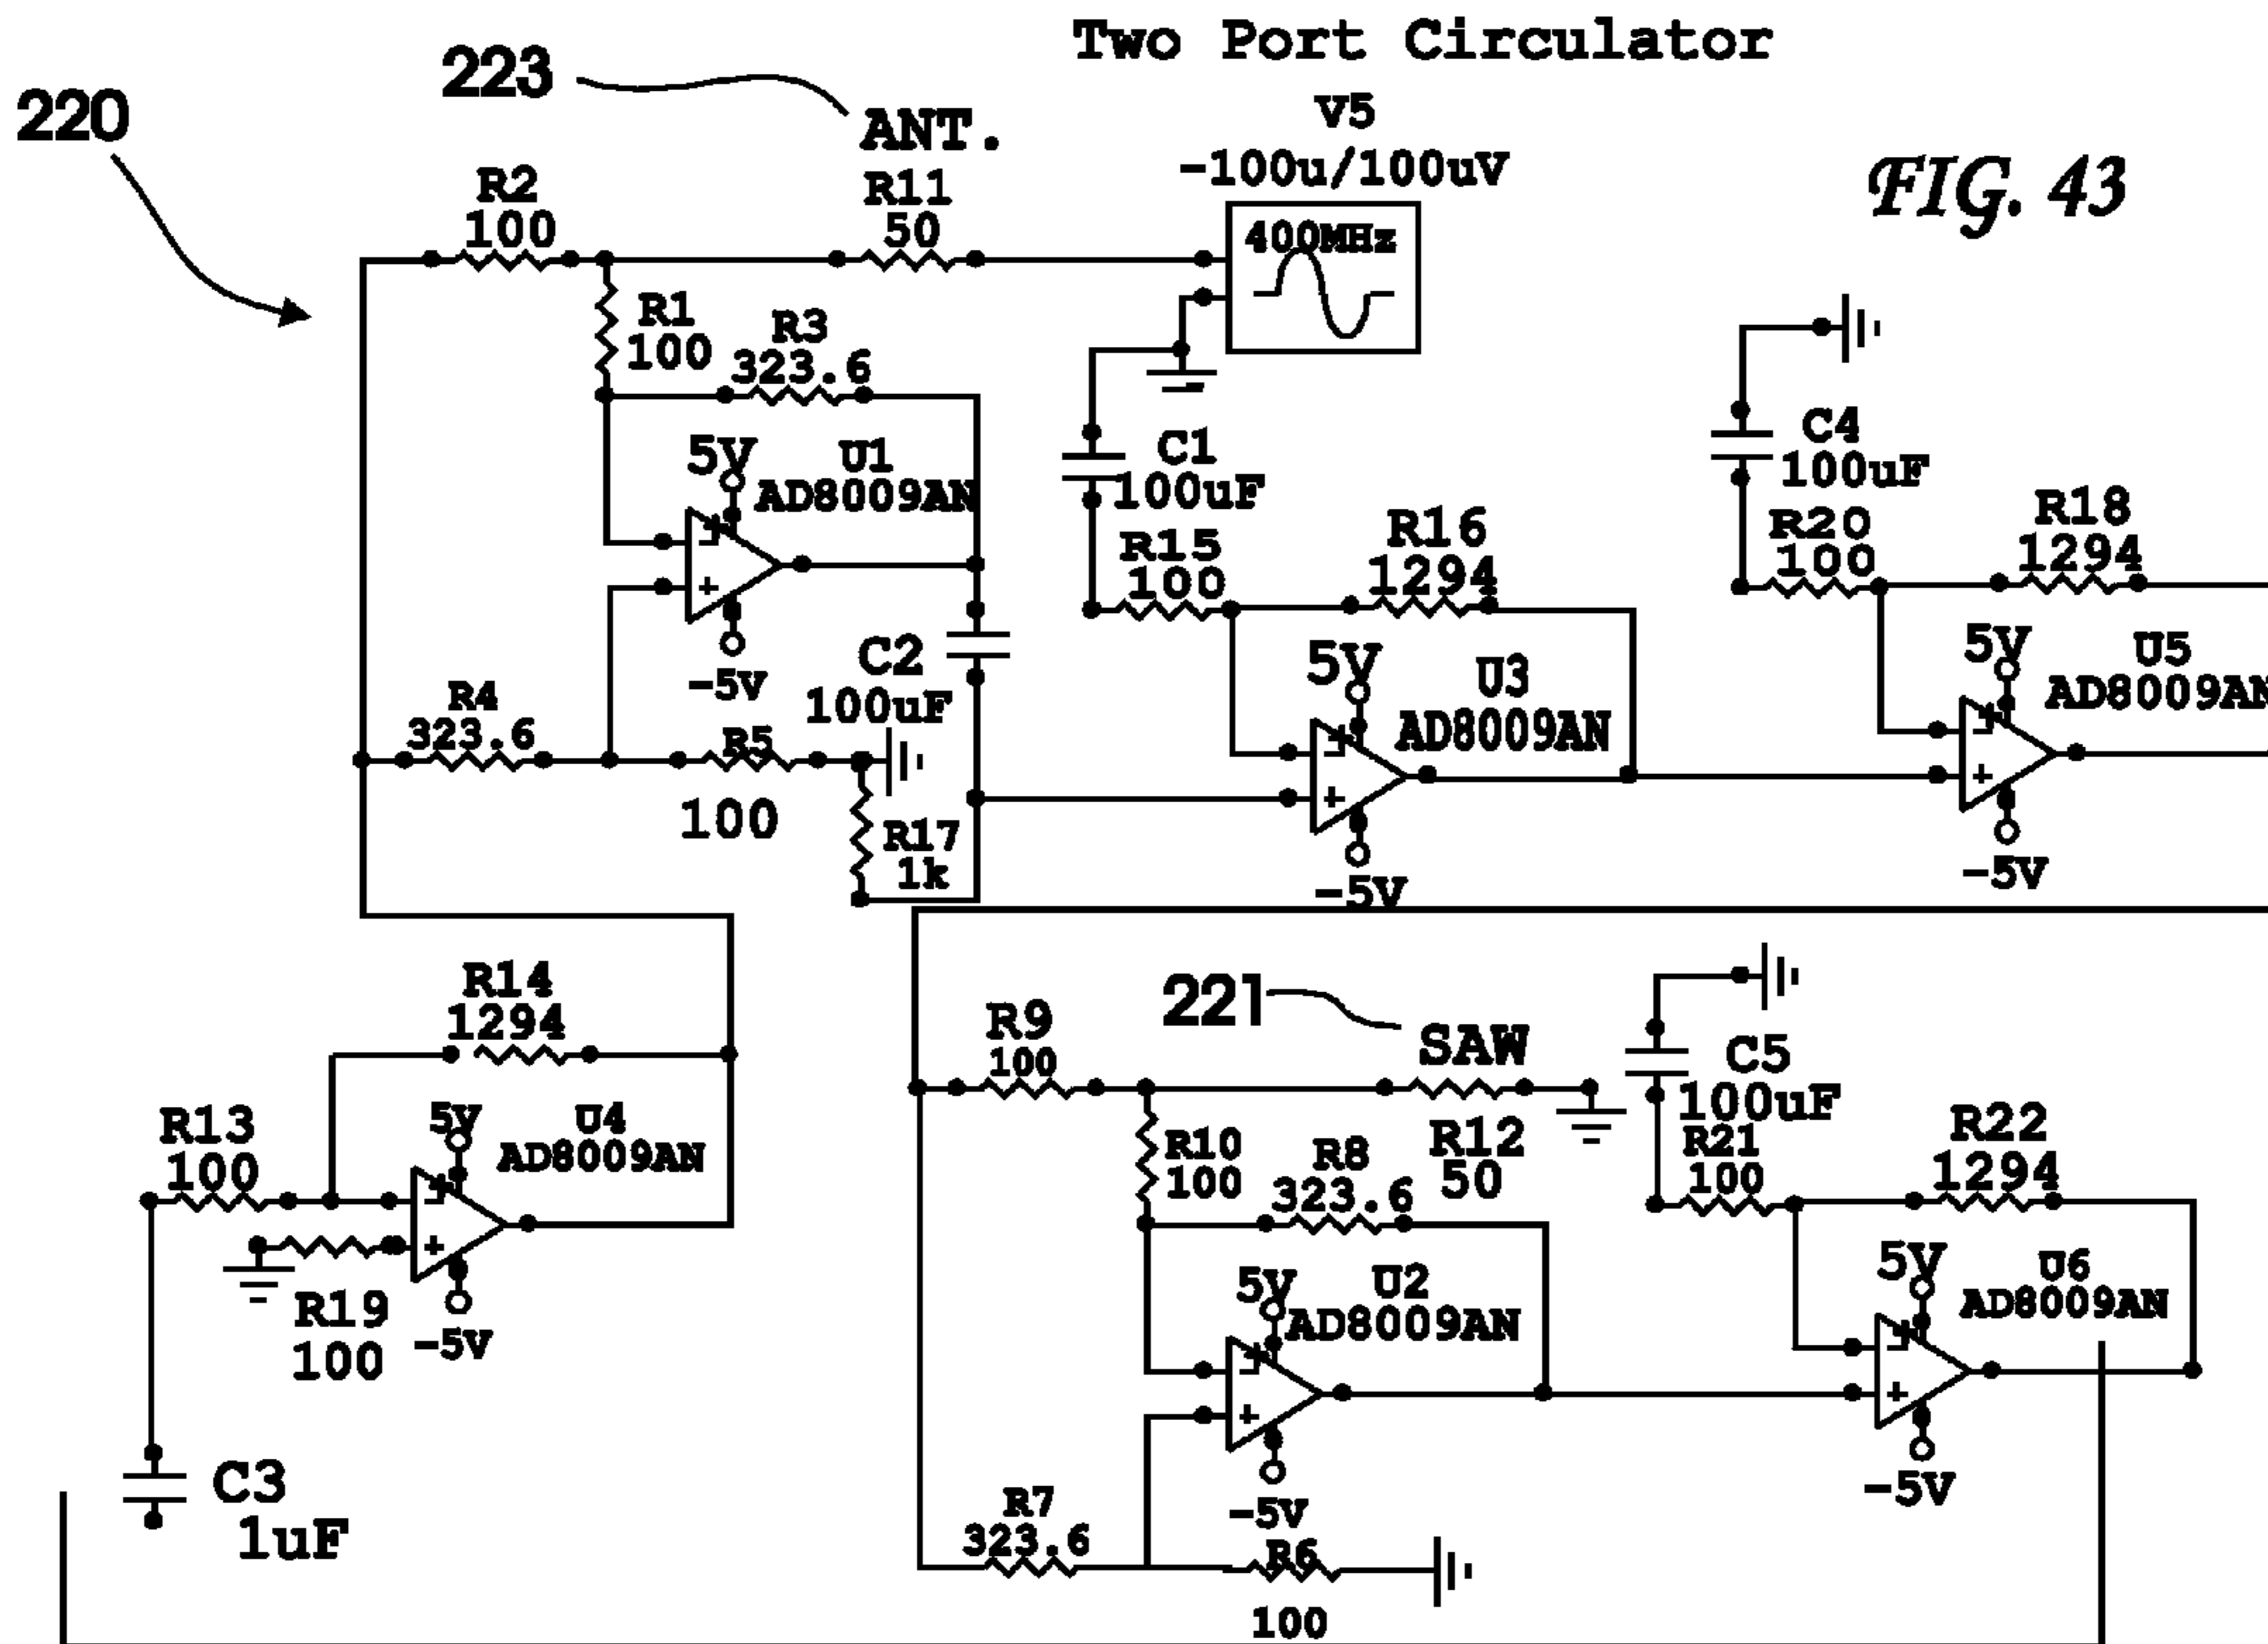 Two Port Circulator
223
220
ANT.
v5
-100u/100uV
FIG. 43
R2
100
R11
50
400MHz
R1
100
R3
323.6
5V
U1
AD8009AN
-
+
-5V
C1
100uF
C4
100uF
R15
100
R16
1294
R20
100
R18
1294
R4
323.6
C2
100uF
R5
100
R17
1k
5V
U3
AD8009AN
-
+
-5V
5V
U5
AD8009AN
-
+
-5V
R14
1294
R13
100
5V
U4
AD8009AN
-
+
-5V
R19
100
C3
1uF
221
SAW
R9
100
R12
50
R10
100
R8
323.6
C5
100uF
R21
100
R22
1294
5V
U2
AD8009AN
-
+
-5V
5V
U6
AD8009AN
-
+
-5V
R7
323.6
R6
100